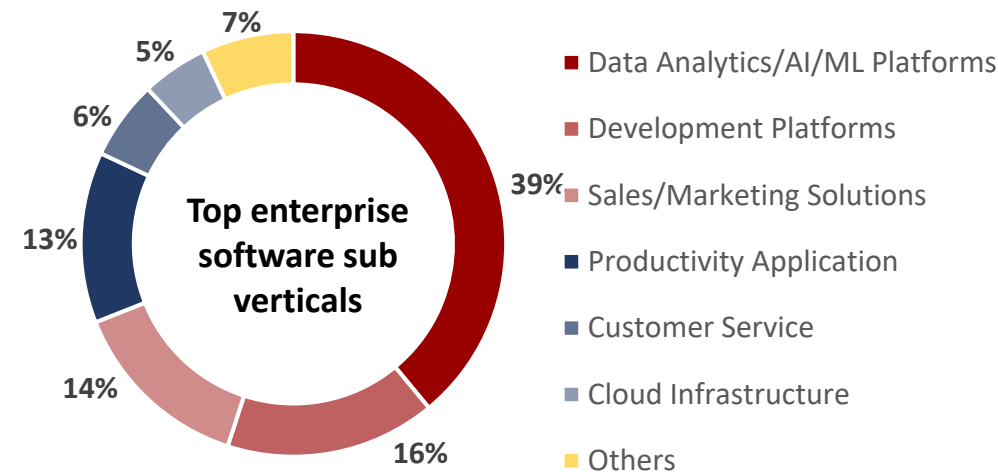 7%
5%
6%
13%
14%
16%
39%
Top enterprise
software sub
verticals
Data Analytics/AI/ML Platforms
Development Platforms
Sales/Marketing Solutions
Productivity Application
Customer Service
Cloud Infrastructure
Others